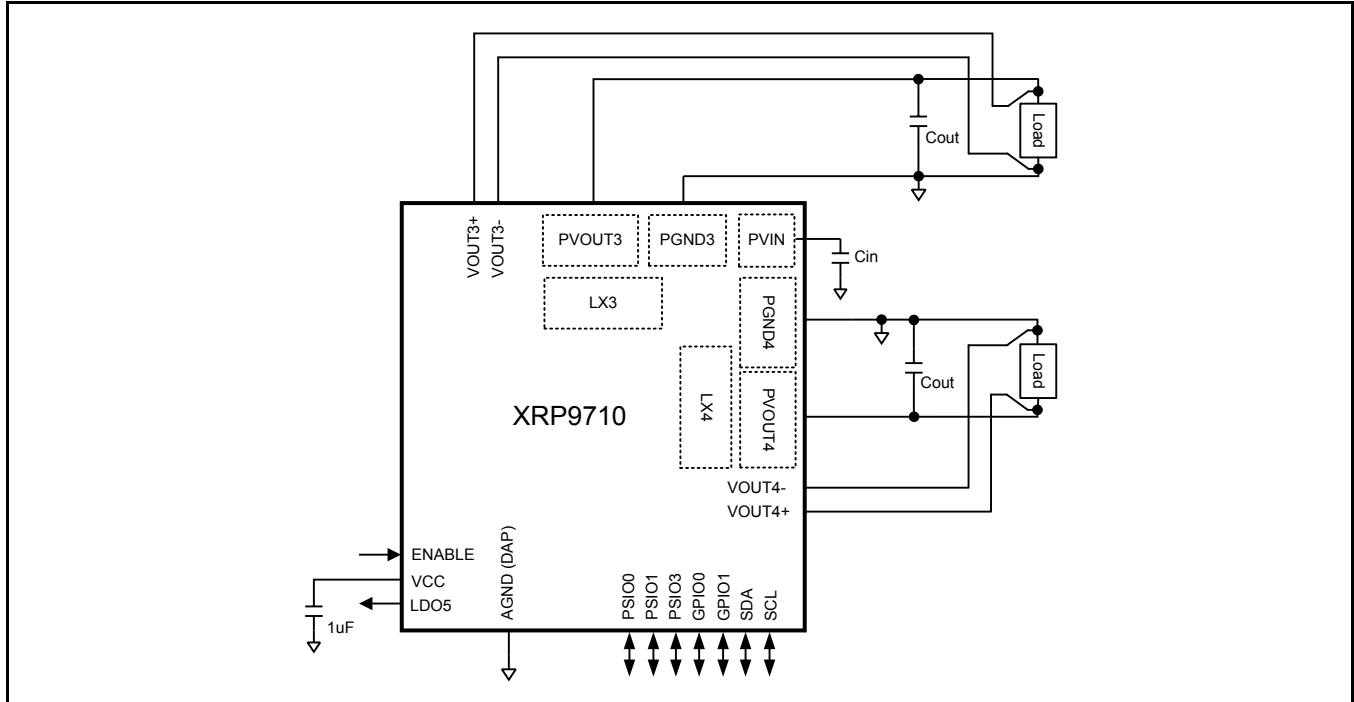 Cout
Load
VOUT3+
VOUT3-
PVOUT3
PGND3
PVIN
Cin
LX3
PGND4
Cout
Load
LX4
PVOUT4
XRP9710
VOUT4-
VOUT4+
ENABLE
VCC
LDO5
1uF
AGND (DAP)
PSIO0
PSIO1
PSIO3
GPIO0
GPIO1
SDA
SCL